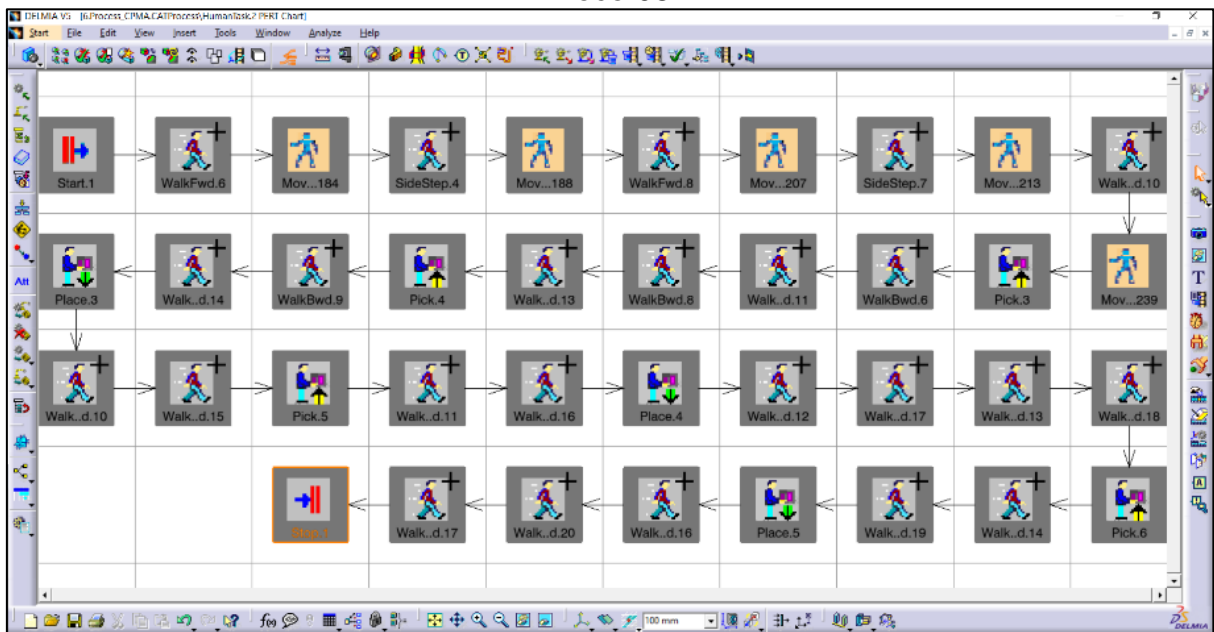 DELMIA V5 [6.Process_CPMA.CATProcess\HumanTask.2 PERT Chart]
Start File Edit View Insert Tools Window Analyze Help
Start.1 WalkFwd.6 Mov...184 SideStep.4 Mov...188 WalkFwd.8 Mov...207 SideStep.7 Mov...213 Walk..d.10
Place.3 Walk..d.14 WalkBwd.9 Pick.4 Walk..d.13 WalkBwd.8 Walk..d.11 WalkBwd.6 Pick.3 Mov...239
Att
T
Walk..d.10 Walk..d.15 Pick.5 Walk..d.11 Walk..d.16 Place.4 Walk..d.12 Walk..d.17 Walk..d.13 Walk..d.18
Stop.1 Walk..d.17 Walk..d.20 Walk..d.16 Place.5 Walk..d.19 Walk..d.14 Pick.6
A
f(x) 100 mm
DELMIA